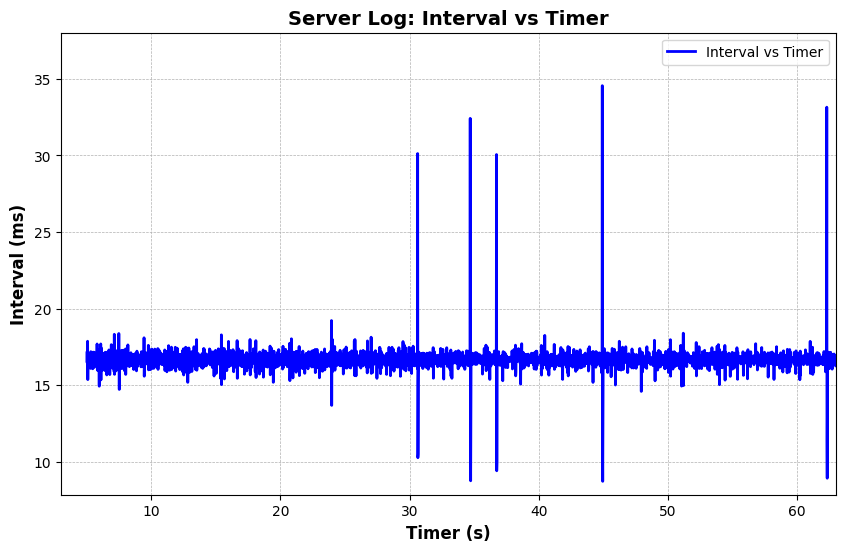 Server Log: Interval vs Timer
Interval vs Timer
Interval (ms)
35
30
25
20
15
10
10 20 30 40 50 60
Timer (s)